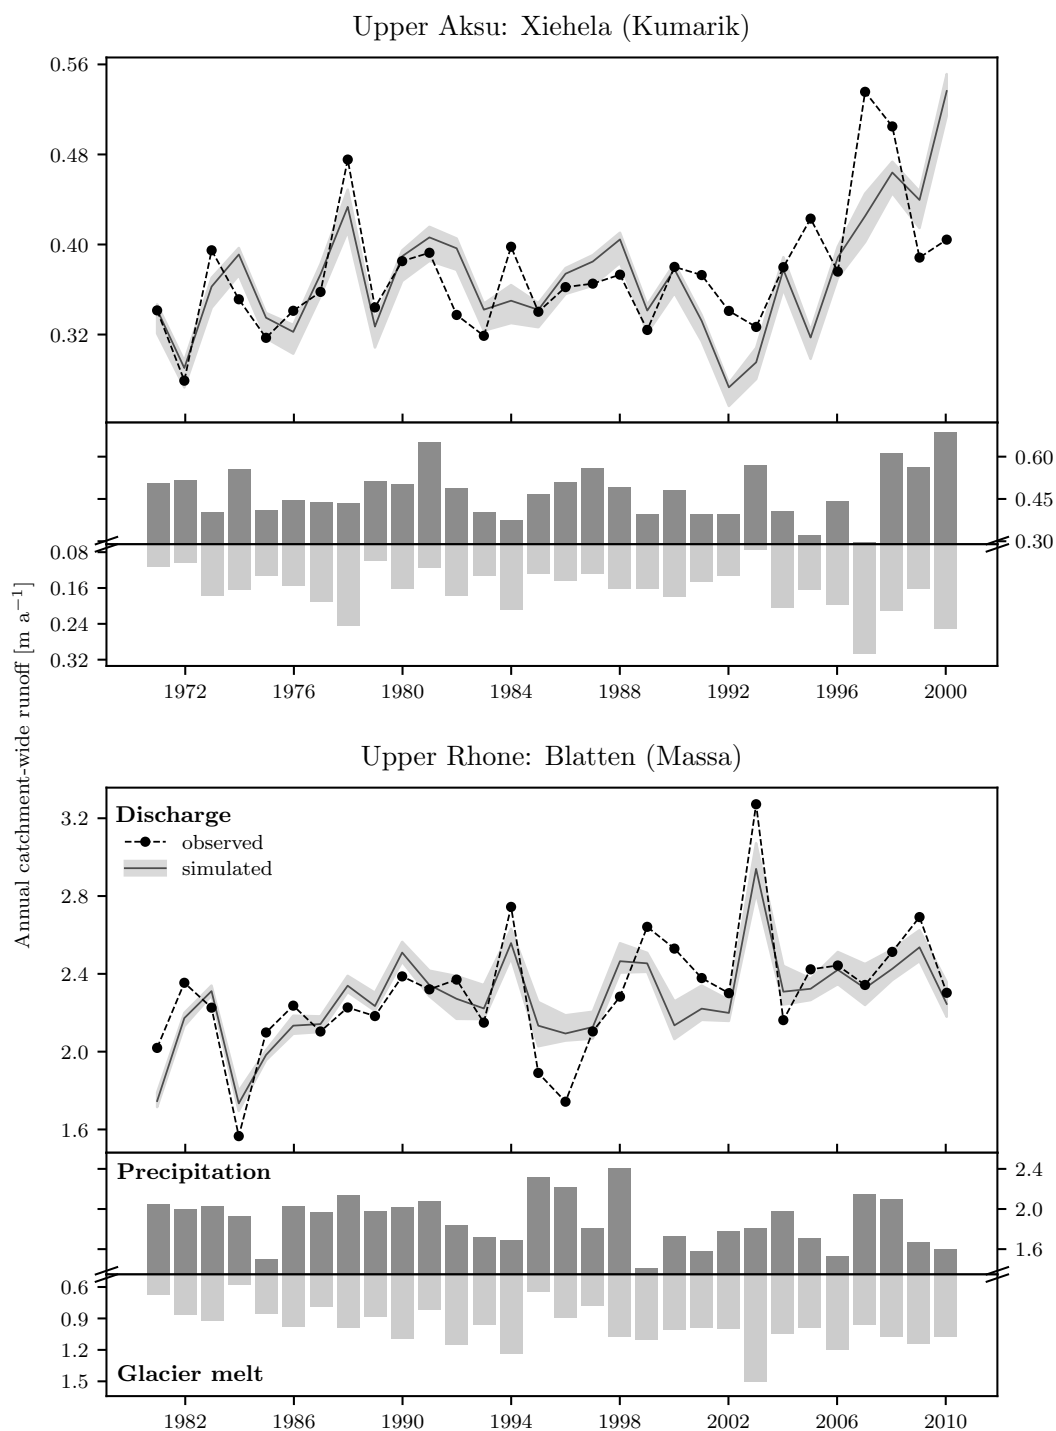 Upper Aksu: Xiehela (Kumarik)
0.56
0.48
0.40
0.32
0.60
0.45
0.30
0.08
0.16
0.24
0.32
1972 1976 1980 1984 1988 1992 1996 2000
Annual catchment-wide runoff [m a⁻¹]
Upper Rhone: Blatten (Massa)
Discharge
observed
simulated
3.2
2.8
2.4
2.0
1.6
Precipitation
2.4
2.0
1.6
0.6
0.9
1.2
1.5
Glacier melt
1982 1986 1990 1994 1998 2002 2006 2010